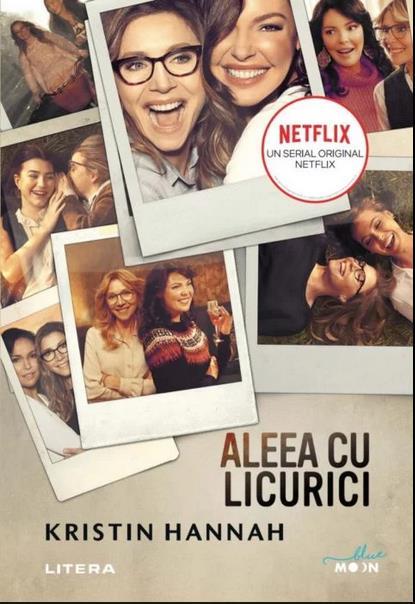 NETFLIX
UN SERIAL ORIGINAL
NETFLIX
ALEEA CU
LICURICI
KRISTIN HANNAH
LITERA
blue
MOON